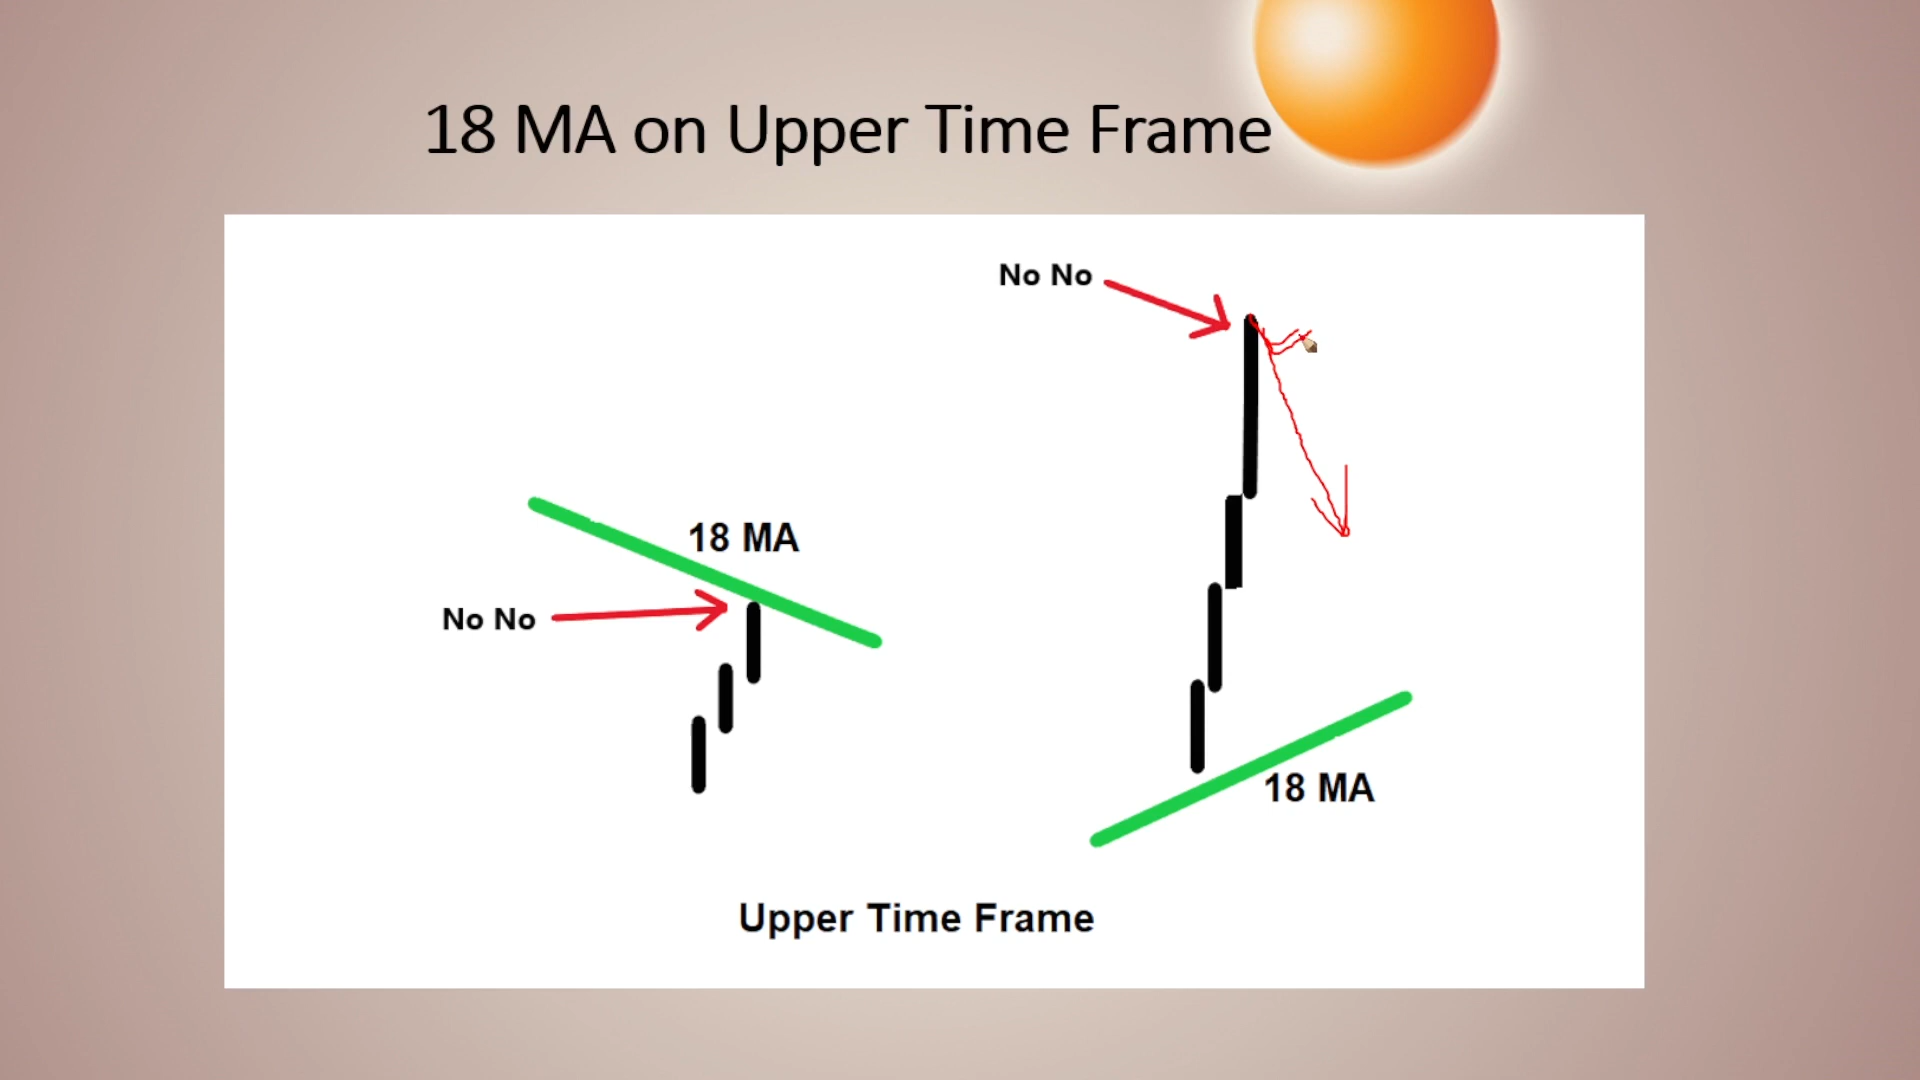 18 MA on Upper Time Frame
No No
18 MA
No No
18 MA
Upper Time Frame